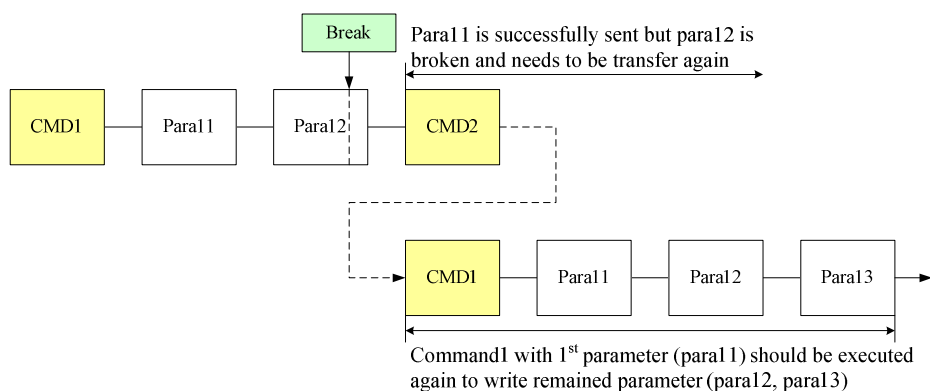 Break
Para11 is successfully sent but para12 is
broken and needs to be transfer again
CMD1
Para11
Para12
CMD2
CMD1
Para11
Para12
Para13
Command1 with 1st parameter (para11) should be executed
again to write remained parameter (para12, para13)